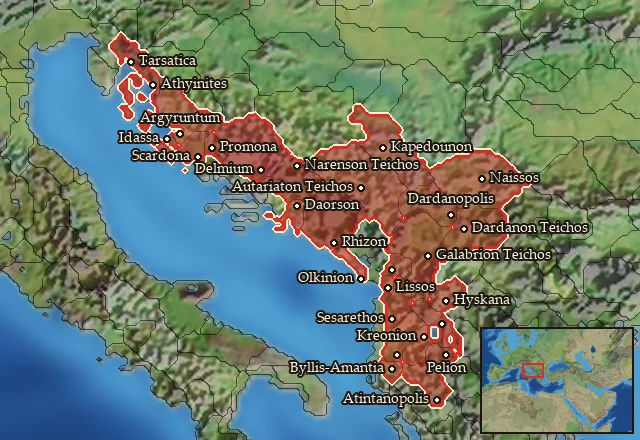 Tarsatica
Athyinites
Argyruntum
Idassa
Promona
Kapedounon
Scardona
Narenson Teichos
Delmium
Naissos
Autariaton Teichos
Dardanopolis
Daorson
Dardanon Teichos
Rhizon
Galabrion Teichos
Olkinion
Lissos
Hyskana
Sesarethos
Kreonion
Byllis-Amantia
Pelion
Atintanopolis